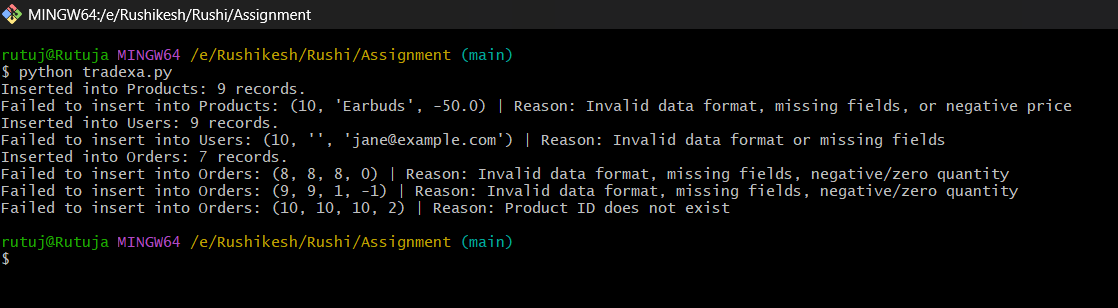 MINGW64:/e/Rushikesh/Rushi/Assignment
rutuj@Rutuja MINGW64 /e/Rushikesh/Rushi/Assignment (main)
$ python tradexa.py
Inserted into Products: 9 records.
Failed to insert into Products: (10, 'Earbuds', -50.0) | Reason: Invalid data format, missing fields, or negative price
Inserted into Users: 9 records.
Failed to insert into Users: (10, '', 'jane@example.com') | Reason: Invalid data format or missing fields
Inserted into Orders: 7 records.
Failed to insert into Orders: (8, 8, 8, 0) | Reason: Invalid data format, missing fields, negative/zero quantity
Failed to insert into Orders: (9, 9, 1, -1) | Reason: Invalid data format, missing fields, negative/zero quantity
Failed to insert into Orders: (10, 10, 10, 2) | Reason: Product ID does not exist
rutuj@Rutuja MINGW64 /e/Rushikesh/Rushi/Assignment (main)
$